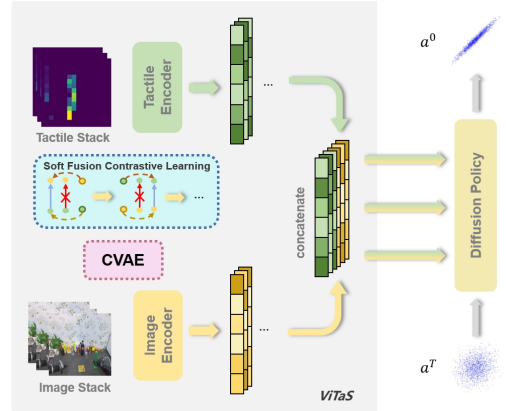 Tactile Stack
Tactile
Encoder
...
Soft Fusion Contrastive Learning
...
CVAE
Image Stack
Image
Encoder
...
concatenate
ViTaS
a⁰
Diffusion Policy
aᵀ